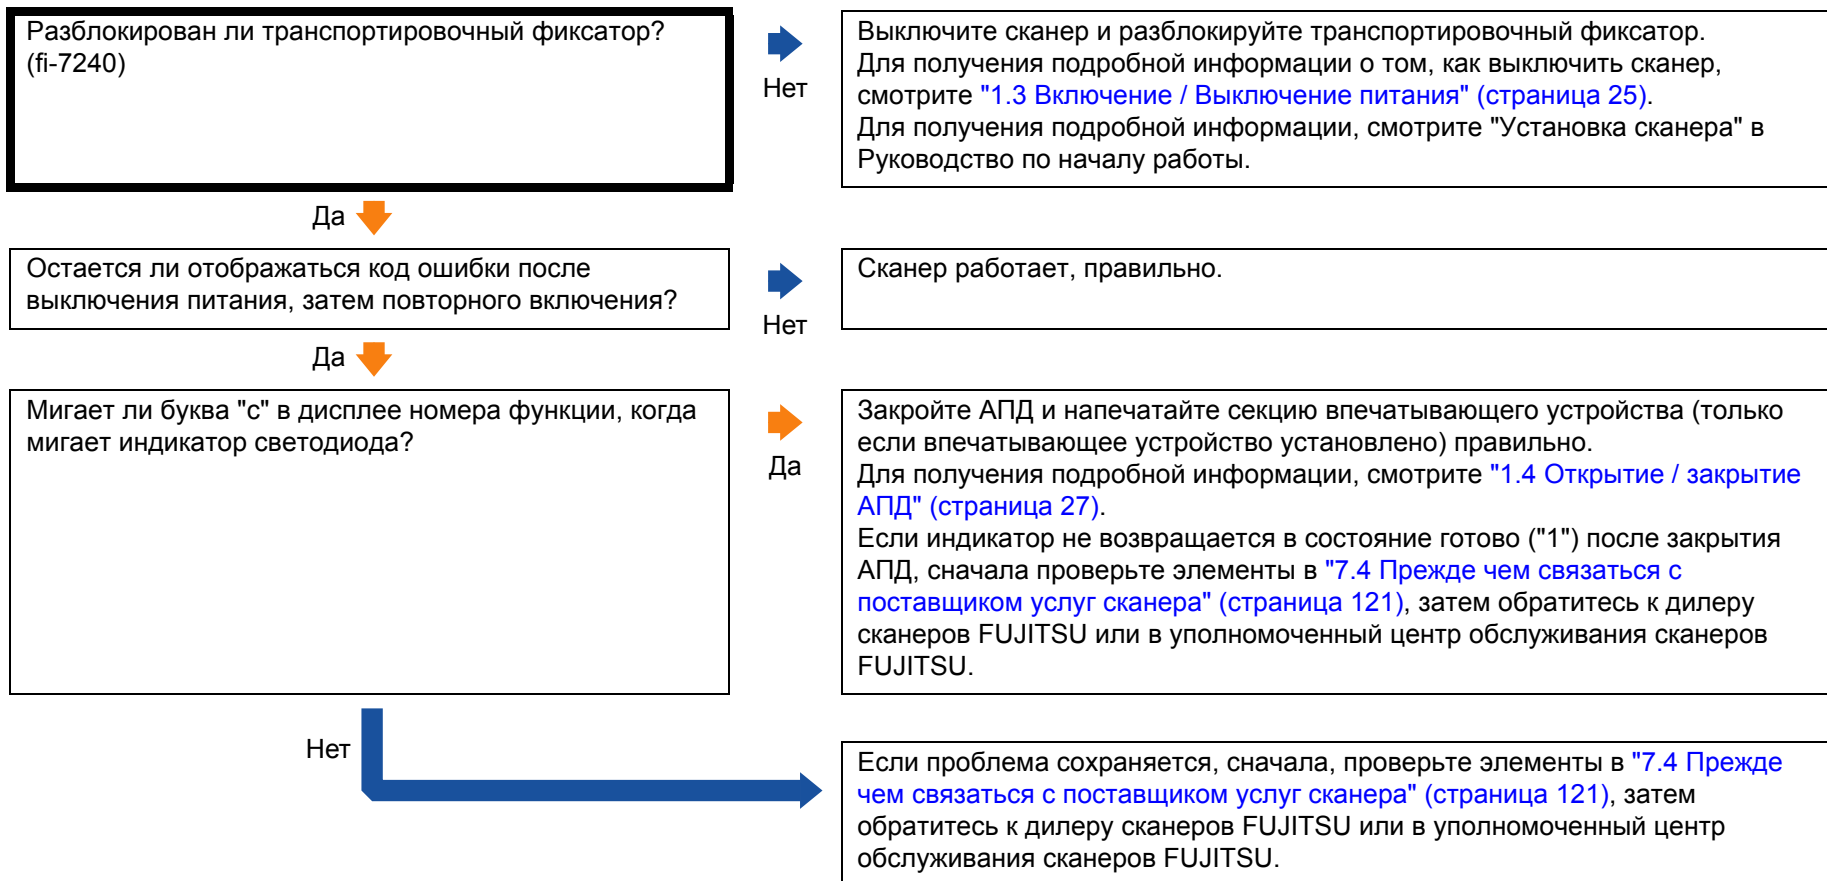 Разблокирован ли транспортировочный фиксатор?
(fi-7240)
Нет
Выключите сканер и разблокируйте транспортировочный фиксатор.
Для получения подробной информации о том, как выключить сканер,
смотрите "1.3 Включение / Выключение питания" (страница 25).
Для получения подробной информации, смотрите "Установка сканера" в
Руководство по началу работы.
Да
Остается ли отображаться код ошибки после
выключения питания, затем повторного включения?
Нет
Сканер работает, правильно.
Да
Мигает ли буква "c" в дисплее номера функции, когда
мигает индикатор светодиода?
Да
Закройте АПД и напечатайте секцию впечатывающего устройства (только
если впечатывающее устройство установлено) правильно.
Для получения подробной информации, смотрите "1.4 Открытие / закрытие
АПД" (страница 27).
Если индикатор не возвращается в состояние готово ("1") после закрытия
АПД, сначала проверьте элементы в "7.4 Прежде чем связаться с
поставщиком услуг сканера" (страница 121), затем обратитесь к дилеру
сканеров FUJITSU или в уполномоченный центр обслуживания сканеров
FUJITSU.
Нет
Если проблема сохраняется, сначала, проверьте элементы в "7.4 Прежде
чем связаться с поставщиком услуг сканера" (страница 121), затем
обратитесь к дилеру сканеров FUJITSU или в уполномоченный центр
обслуживания сканеров FUJITSU.